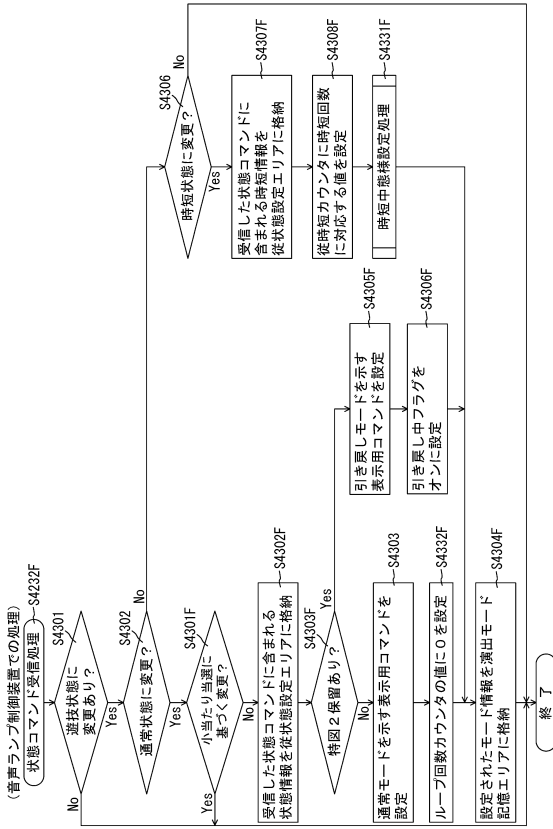 (音声ランプ制御装置での処理)
状態コマンド受信処理
S4232F
遊技状態に
変更あり?
S4301
No
Yes
通常状態に変更?
S4302
No
Yes
小当たり当選に
基づく変更?
S4301F
Yes
No
受信した状態コマンドに含まれる
状態情報を従状態設定エリアに格納
S4302F
特図2保留あり?
S4303F
Yes
No
通常モードを示す表示用コマンドを
設定
S4303
ループ回数カウンタの値に0を設定
S4332F
設定されたモード情報を演出モード
記憶エリアに格納
S4304F
終了
引き戻しモードを示す
表示用コマンドを設定
S4305F
引き戻し中フラグを
オンに設定
S4306F
時短状態に変更?
S4306
No
Yes
受信した状態コマンドに
含まれる時短情報を
従状態設定エリアに格納
S4307F
従時短カウンタに時短回数
に対応する値を設定
S4308F
時短中態様設定処理
S4331F